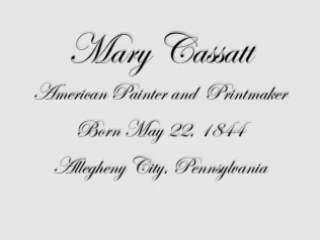 Mary Cassatt
American Painter and Printmaker
Born May 22, 1844
Allegheny City, Pennsylvania